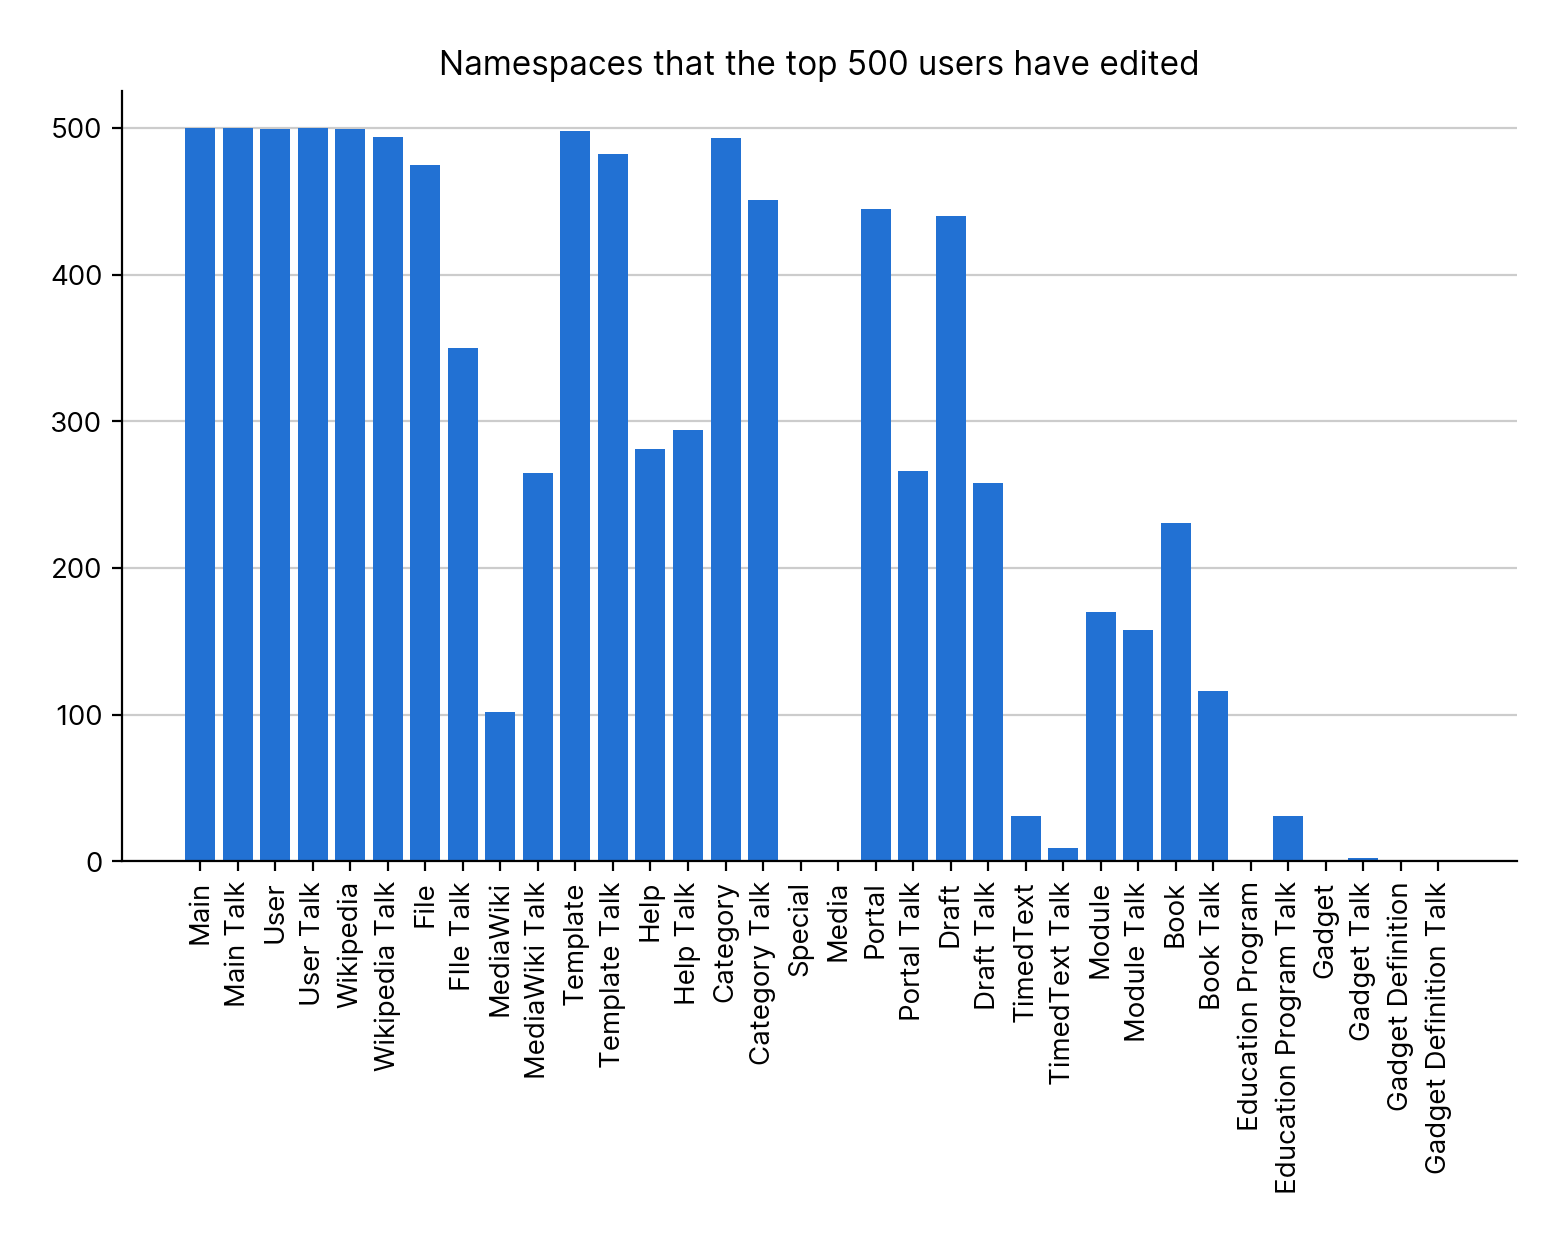 Namespaces that the top 500 users have edited
500
400
300
200
100
0
Main
Main Talk
User
User Talk
Wikipedia
Wikipedia Talk
File
FIle Talk
MediaWiki
MediaWiki Talk
Template
Template Talk
Help
Help Talk
Category
Category Talk
Special
Media
Portal
Portal Talk
Draft
Draft Talk
TimedText
TimedText Talk
Module
Module Talk
Book
Book Talk
Education Program
Education Program Talk
Gadget
Gadget Talk
Gadget Definition
Gadget Definition Talk